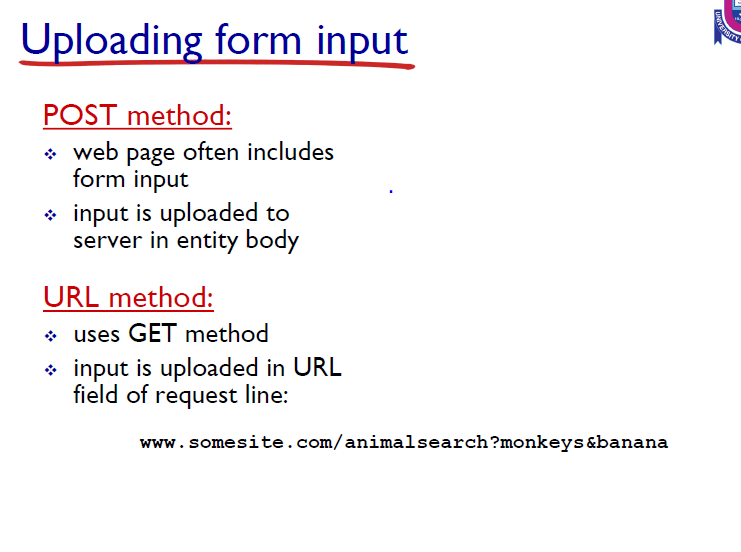 Uploading form input
POST method:
web page often includes
form input
input is uploaded to
server in entity body
URL method:
uses GET method
input is uploaded in URL
field of request line:
www.somesite.com/animalsearch?monkeys&banana